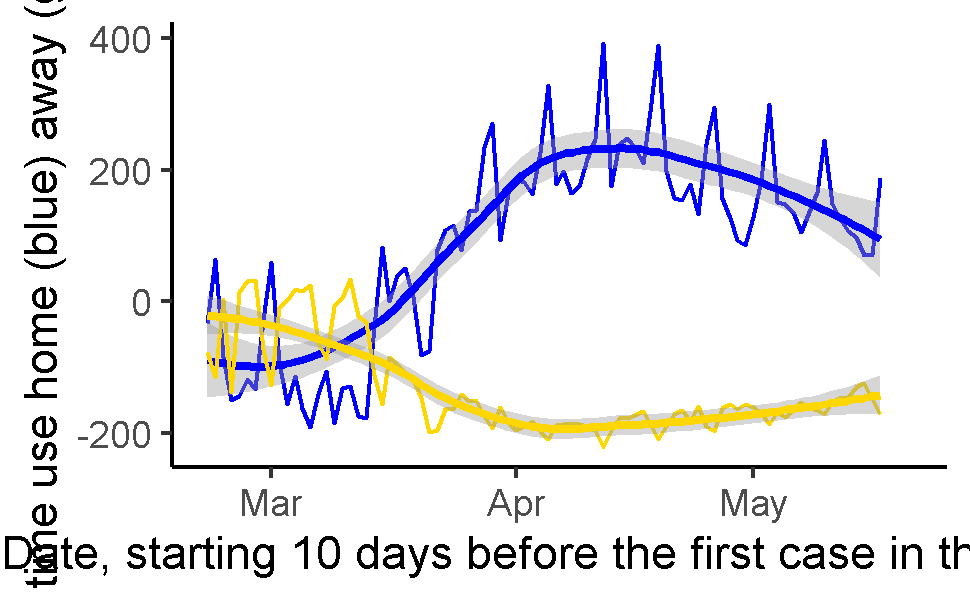 time use home (blue) away (
400
200
0
-200
Mar Apr May
Date, starting 10 days before the first case in th